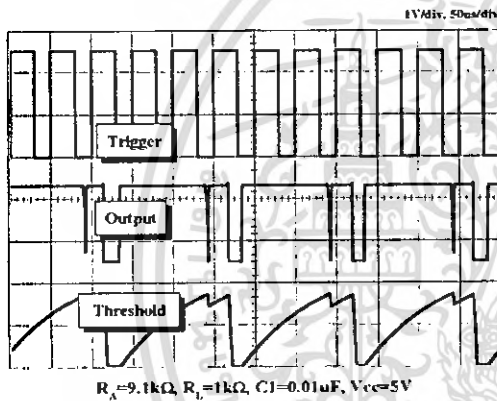 1V/div, 50us/div
Trigger
Output
Threshold
R_A=9.1kΩ, R_L=1kΩ, C1=0.01uF, Vcc=5V